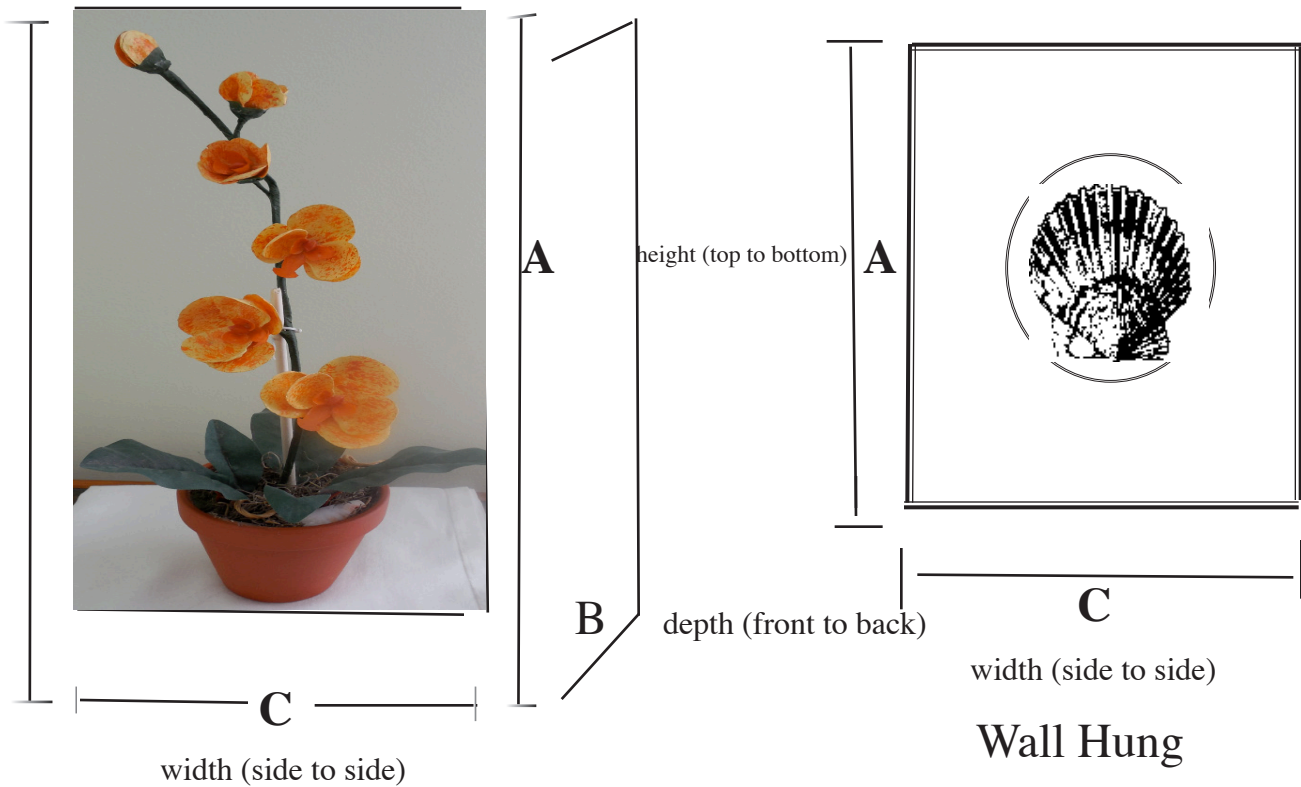 A
height (top to bottom)
A
B
depth (front to back)
C
width (side to side)
C
width (side to side)
Wall Hung